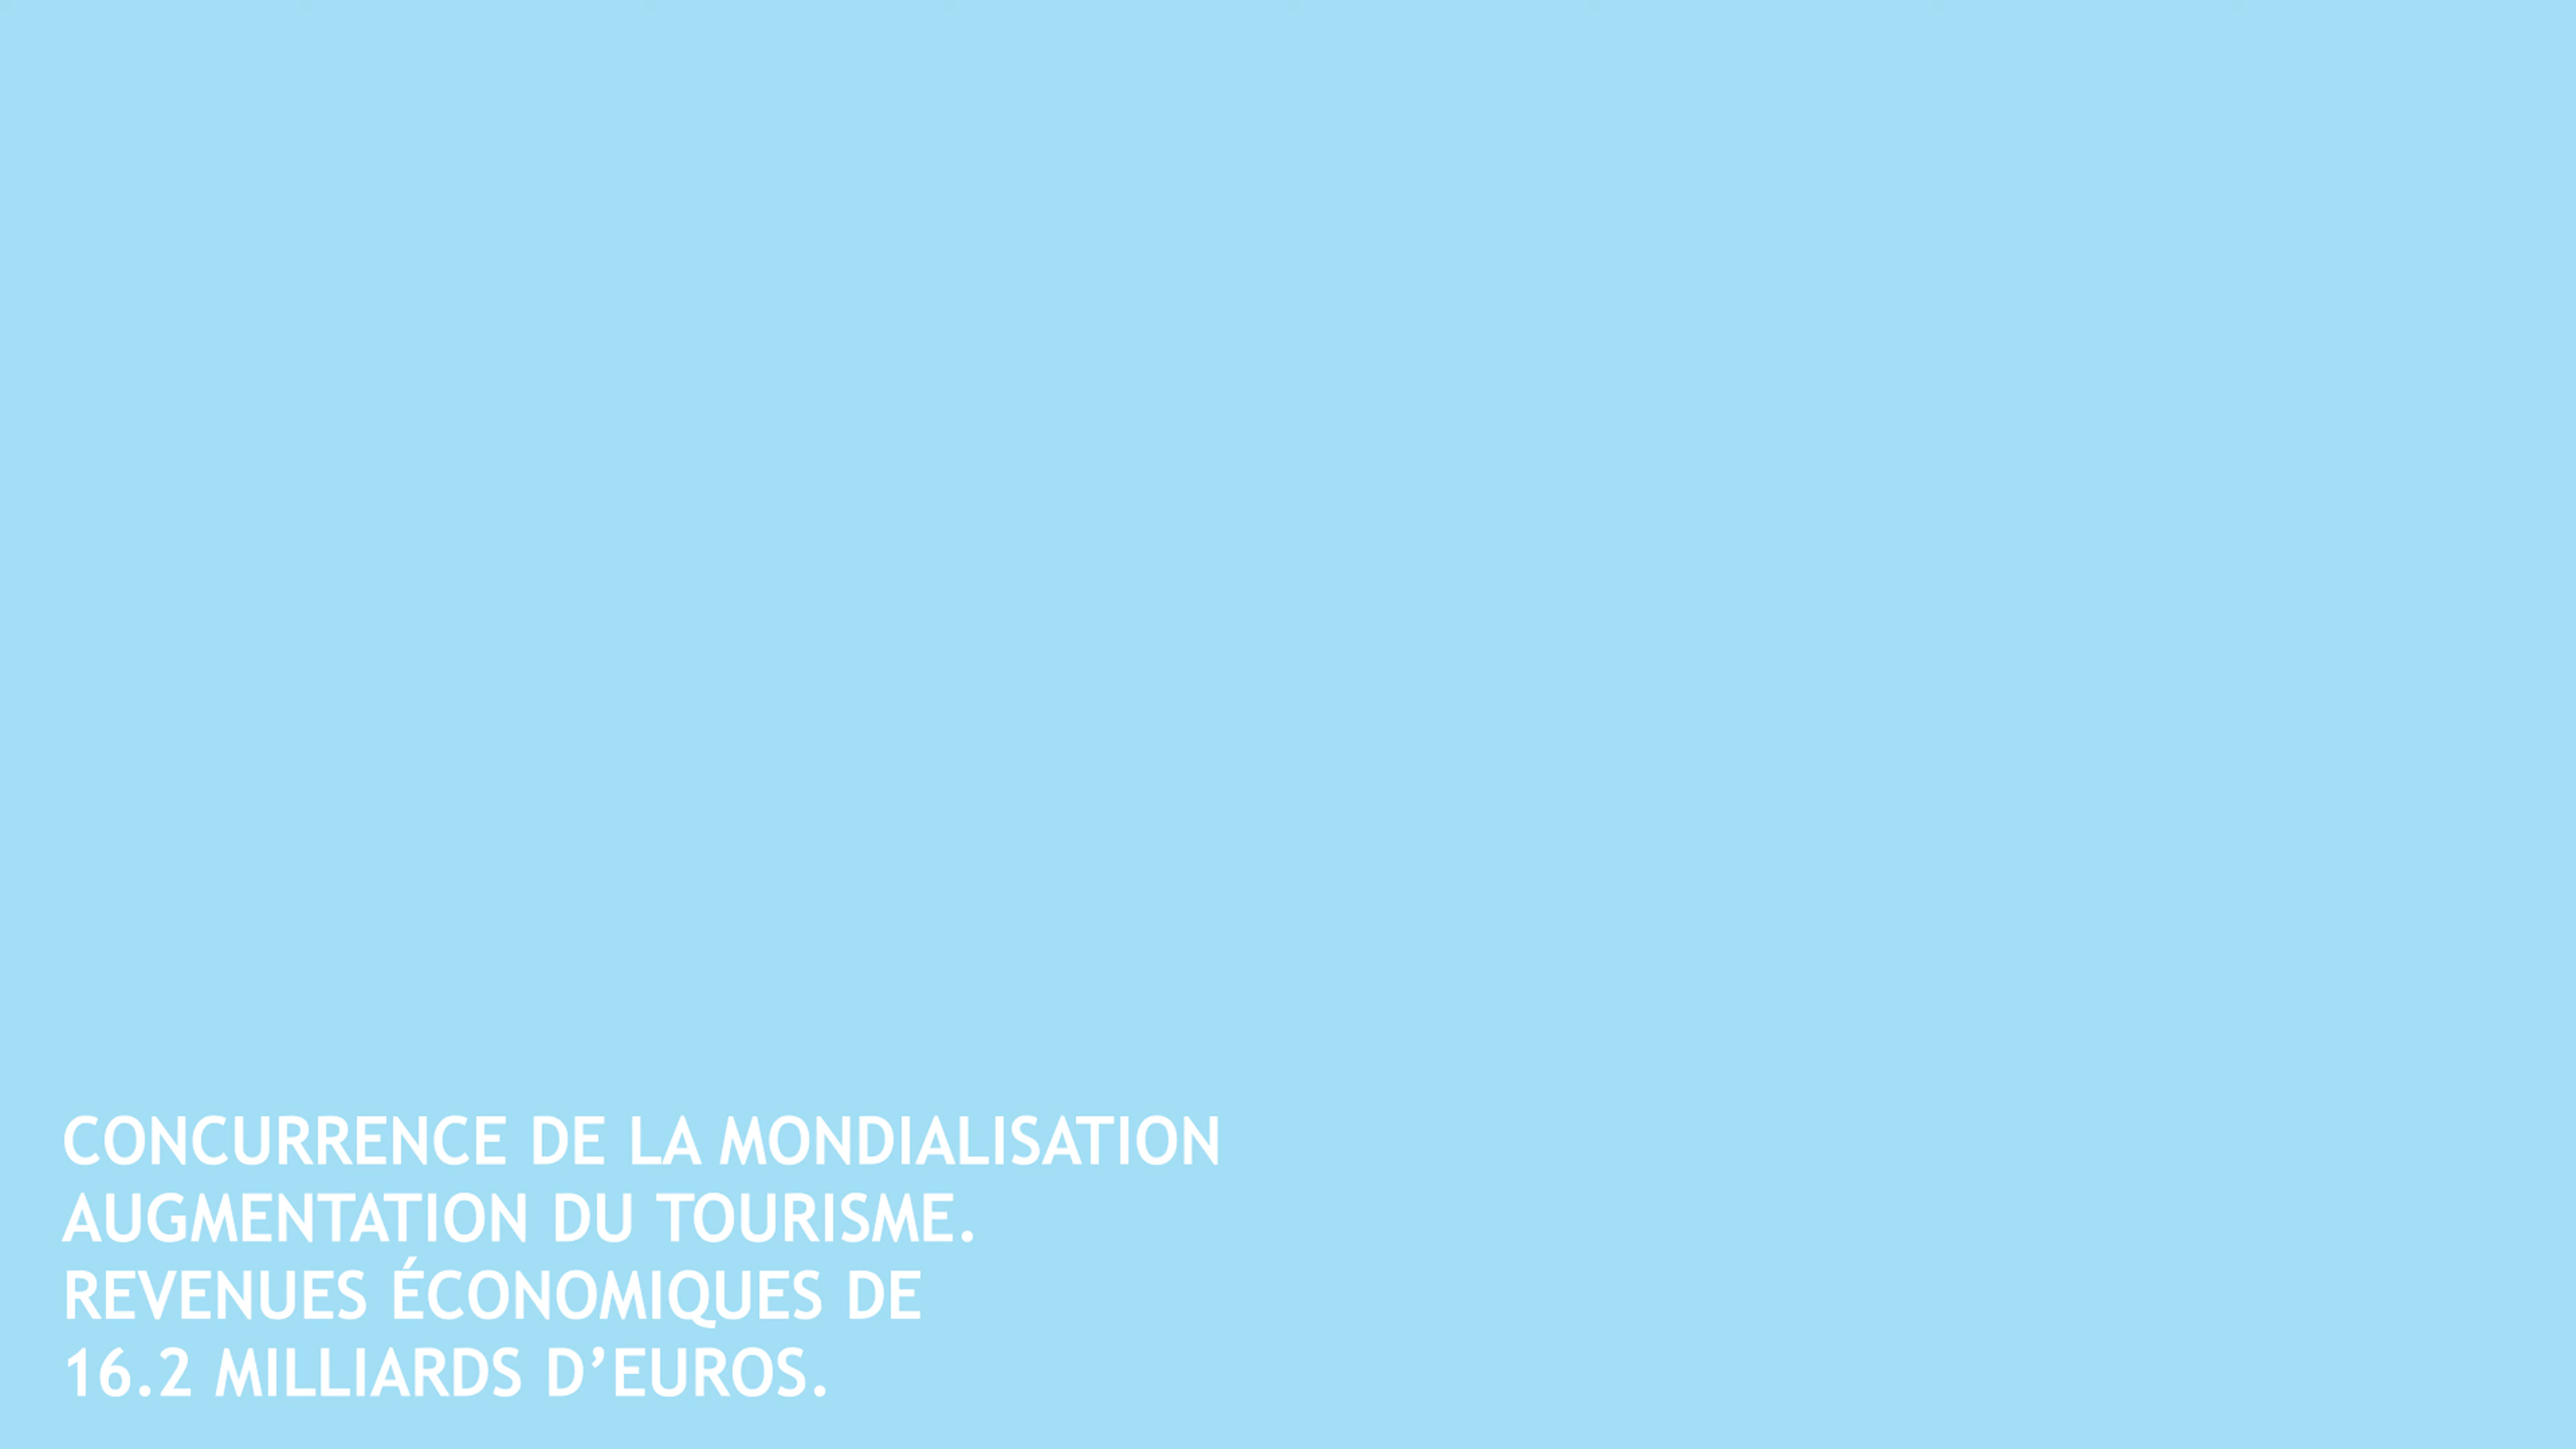 CONCURRENCE DE LA MONDIALISATION
AUGMENTATION DU TOURISME.
REVENUES ÉCONOMIQUES DE
16.2 MILLIARDS D’EUROS.